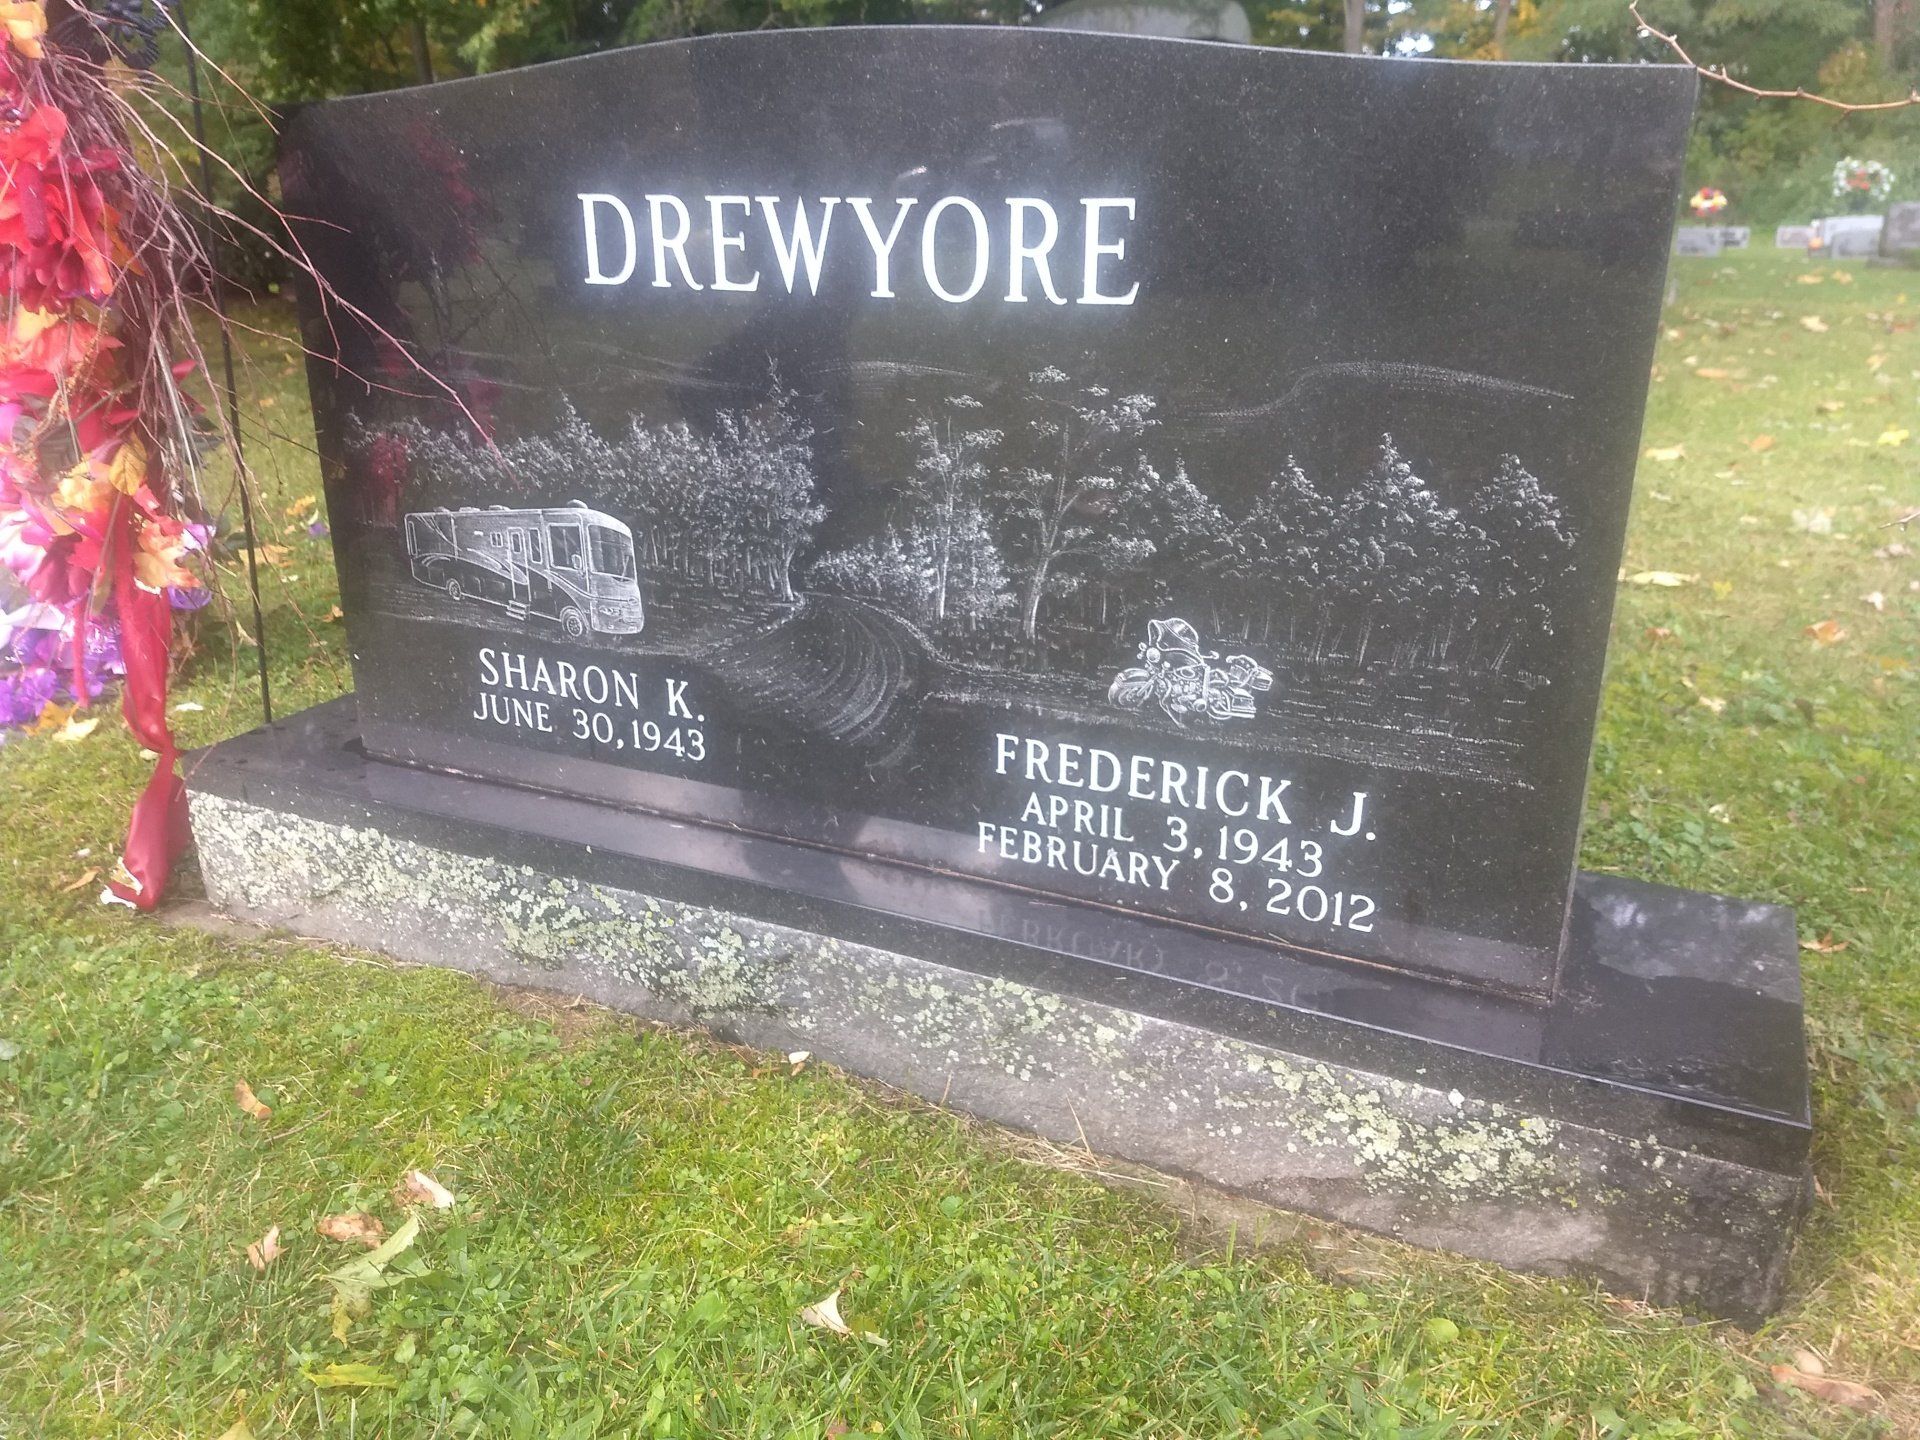 DREWYORE
SHARON K.
JUNE 30, 1943
FREDERICK J.
APRIL 3, 1943
FEBRUARY 8, 2012